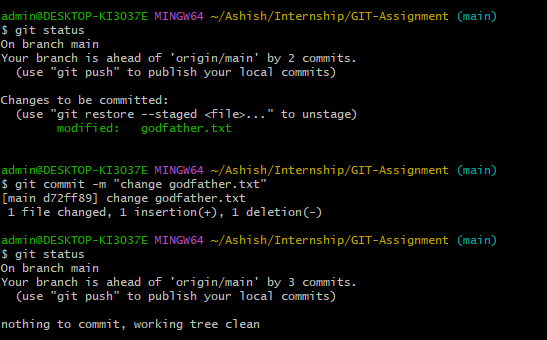 admin@DESKTOP-KI3O37E MINGW64 ~/Ashish/Internship/GIT-Assignment (main)
$ git status
On branch main
Your branch is ahead of 'origin/main' by 2 commits.
  (use "git push" to publish your local commits)

Changes to be committed:
  (use "git restore --staged <file>..." to unstage)
        modified:   godfather.txt


admin@DESKTOP-KI3O37E MINGW64 ~/Ashish/Internship/GIT-Assignment (main)
$ git commit -m "change godfather.txt"
[main d72ff89] change godfather.txt
 1 file changed, 1 insertion(+), 1 deletion(-)

admin@DESKTOP-KI3O37E MINGW64 ~/Ashish/Internship/GIT-Assignment (main)
$ git status
On branch main
Your branch is ahead of 'origin/main' by 3 commits.
  (use "git push" to publish your local commits)

nothing to commit, working tree clean